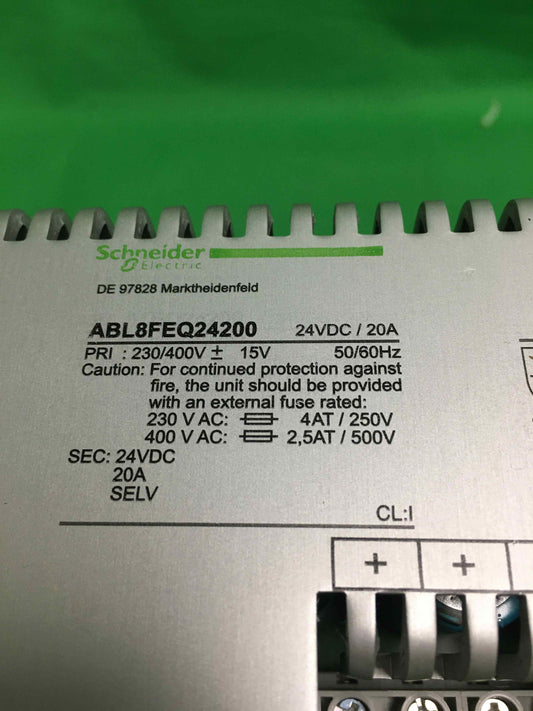 Schneider
Electric
DE 97828 Marktheidenfeld
ABL8FEQ24200 24VDC / 20A
PRI : 230/400V ± 15V 50/60Hz
Caution: For continued protection against
fire, the unit should be provided
with an external fuse rated:
230 V AC: 4AT / 250V
400 V AC: 2,5AT / 500V
SEC: 24VDC
20A
SELV
CL:I
+ +